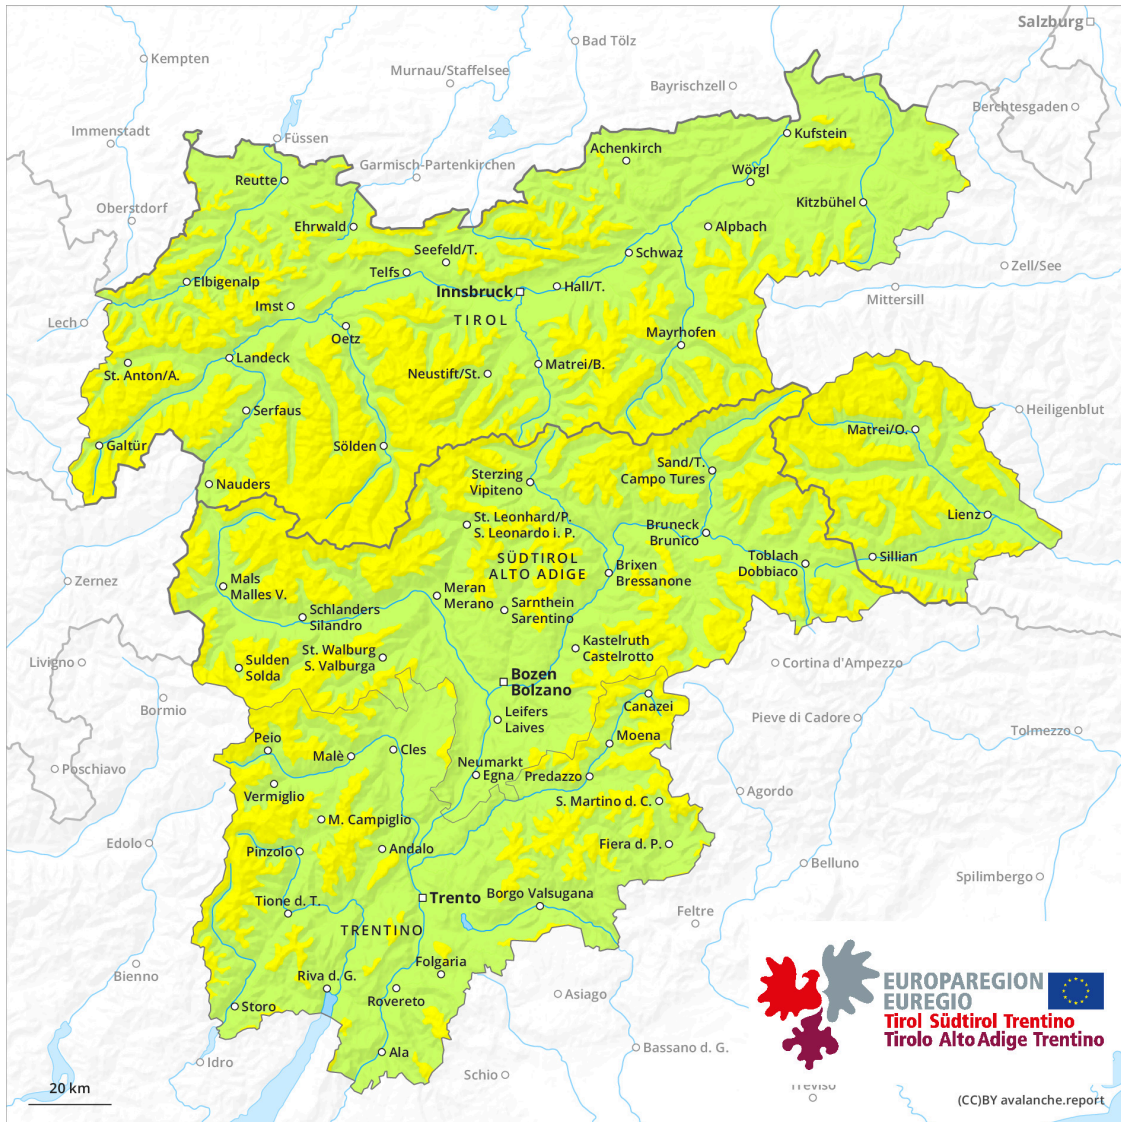 Salzburg
Bad Tölz
Kempten
Murnau/Staffelsee
Bayrischzell
Berchtesgaden
Immenstadt
Füssen
Kufstein
Achenkirch
Garmisch-Partenkirchen
Wörgl
Reutte
Oberstdorf
Kitzbühel
Ehrwald
Alpbach
Seefeld/T.
Schwaz
Telfs
Zell/See
Elbigenalp
Hall/T.
Innsbruck
Mittersill
Imst
Lech
TIROL
Mayrhofen
Oetz
Landeck
Matrei/B.
St. Anton/A.
Neustift/St.
Serfaus
Heiligenblut
Matrei/O.
Galtür
Sölden
Sand/T.
Campo Tures
Sterzing
Vipiteno
Nauders
Lienz
St. Leonhard/P.
S. Leonardo i. P.
Bruneck
Brunico
SÜDTIROL
ALTO ADIGE
Toblach
Dobbiaco
Sillian
Brixen
Bressanone
Zernez
Mals
Malles V.
Meran
Merano
Sarnthein
Sarentino
Schlanders
Silandro
Kastelruth
Castelrotto
St. Walburg
S. Valburga
Livigno
Sulden
Solda
Cortina d'Ampezzo
Bozen
Bolzano
Bormio
Canazei
Leifers
Laives
Pieve di Cadore
Tolmezzo
Moena
Peio
Cles
Malè
Neumarkt
Egna
Predazzo
Poschiavo
Agordo
Vermiglio
S. Martino d. C.
M. Campiglio
Edolo
Fiera d. P.
Pinzolo
Andalo
Belluno
Spilimbergo
Borgo Valsugana
Trento
Tione d. T.
Feltre
TRENTINO
Folgaria
Bienno
Riva d. G.
EUROPAREGION
EUREGIO
Tirol Südtirol Trentino
Tirolo Alto Adige Trentino
Asiago
Rovereto
Storo
Bassano d. G.
Ala
Idro
Schio
Treviso
20 km
(CC)BY avalanche.report